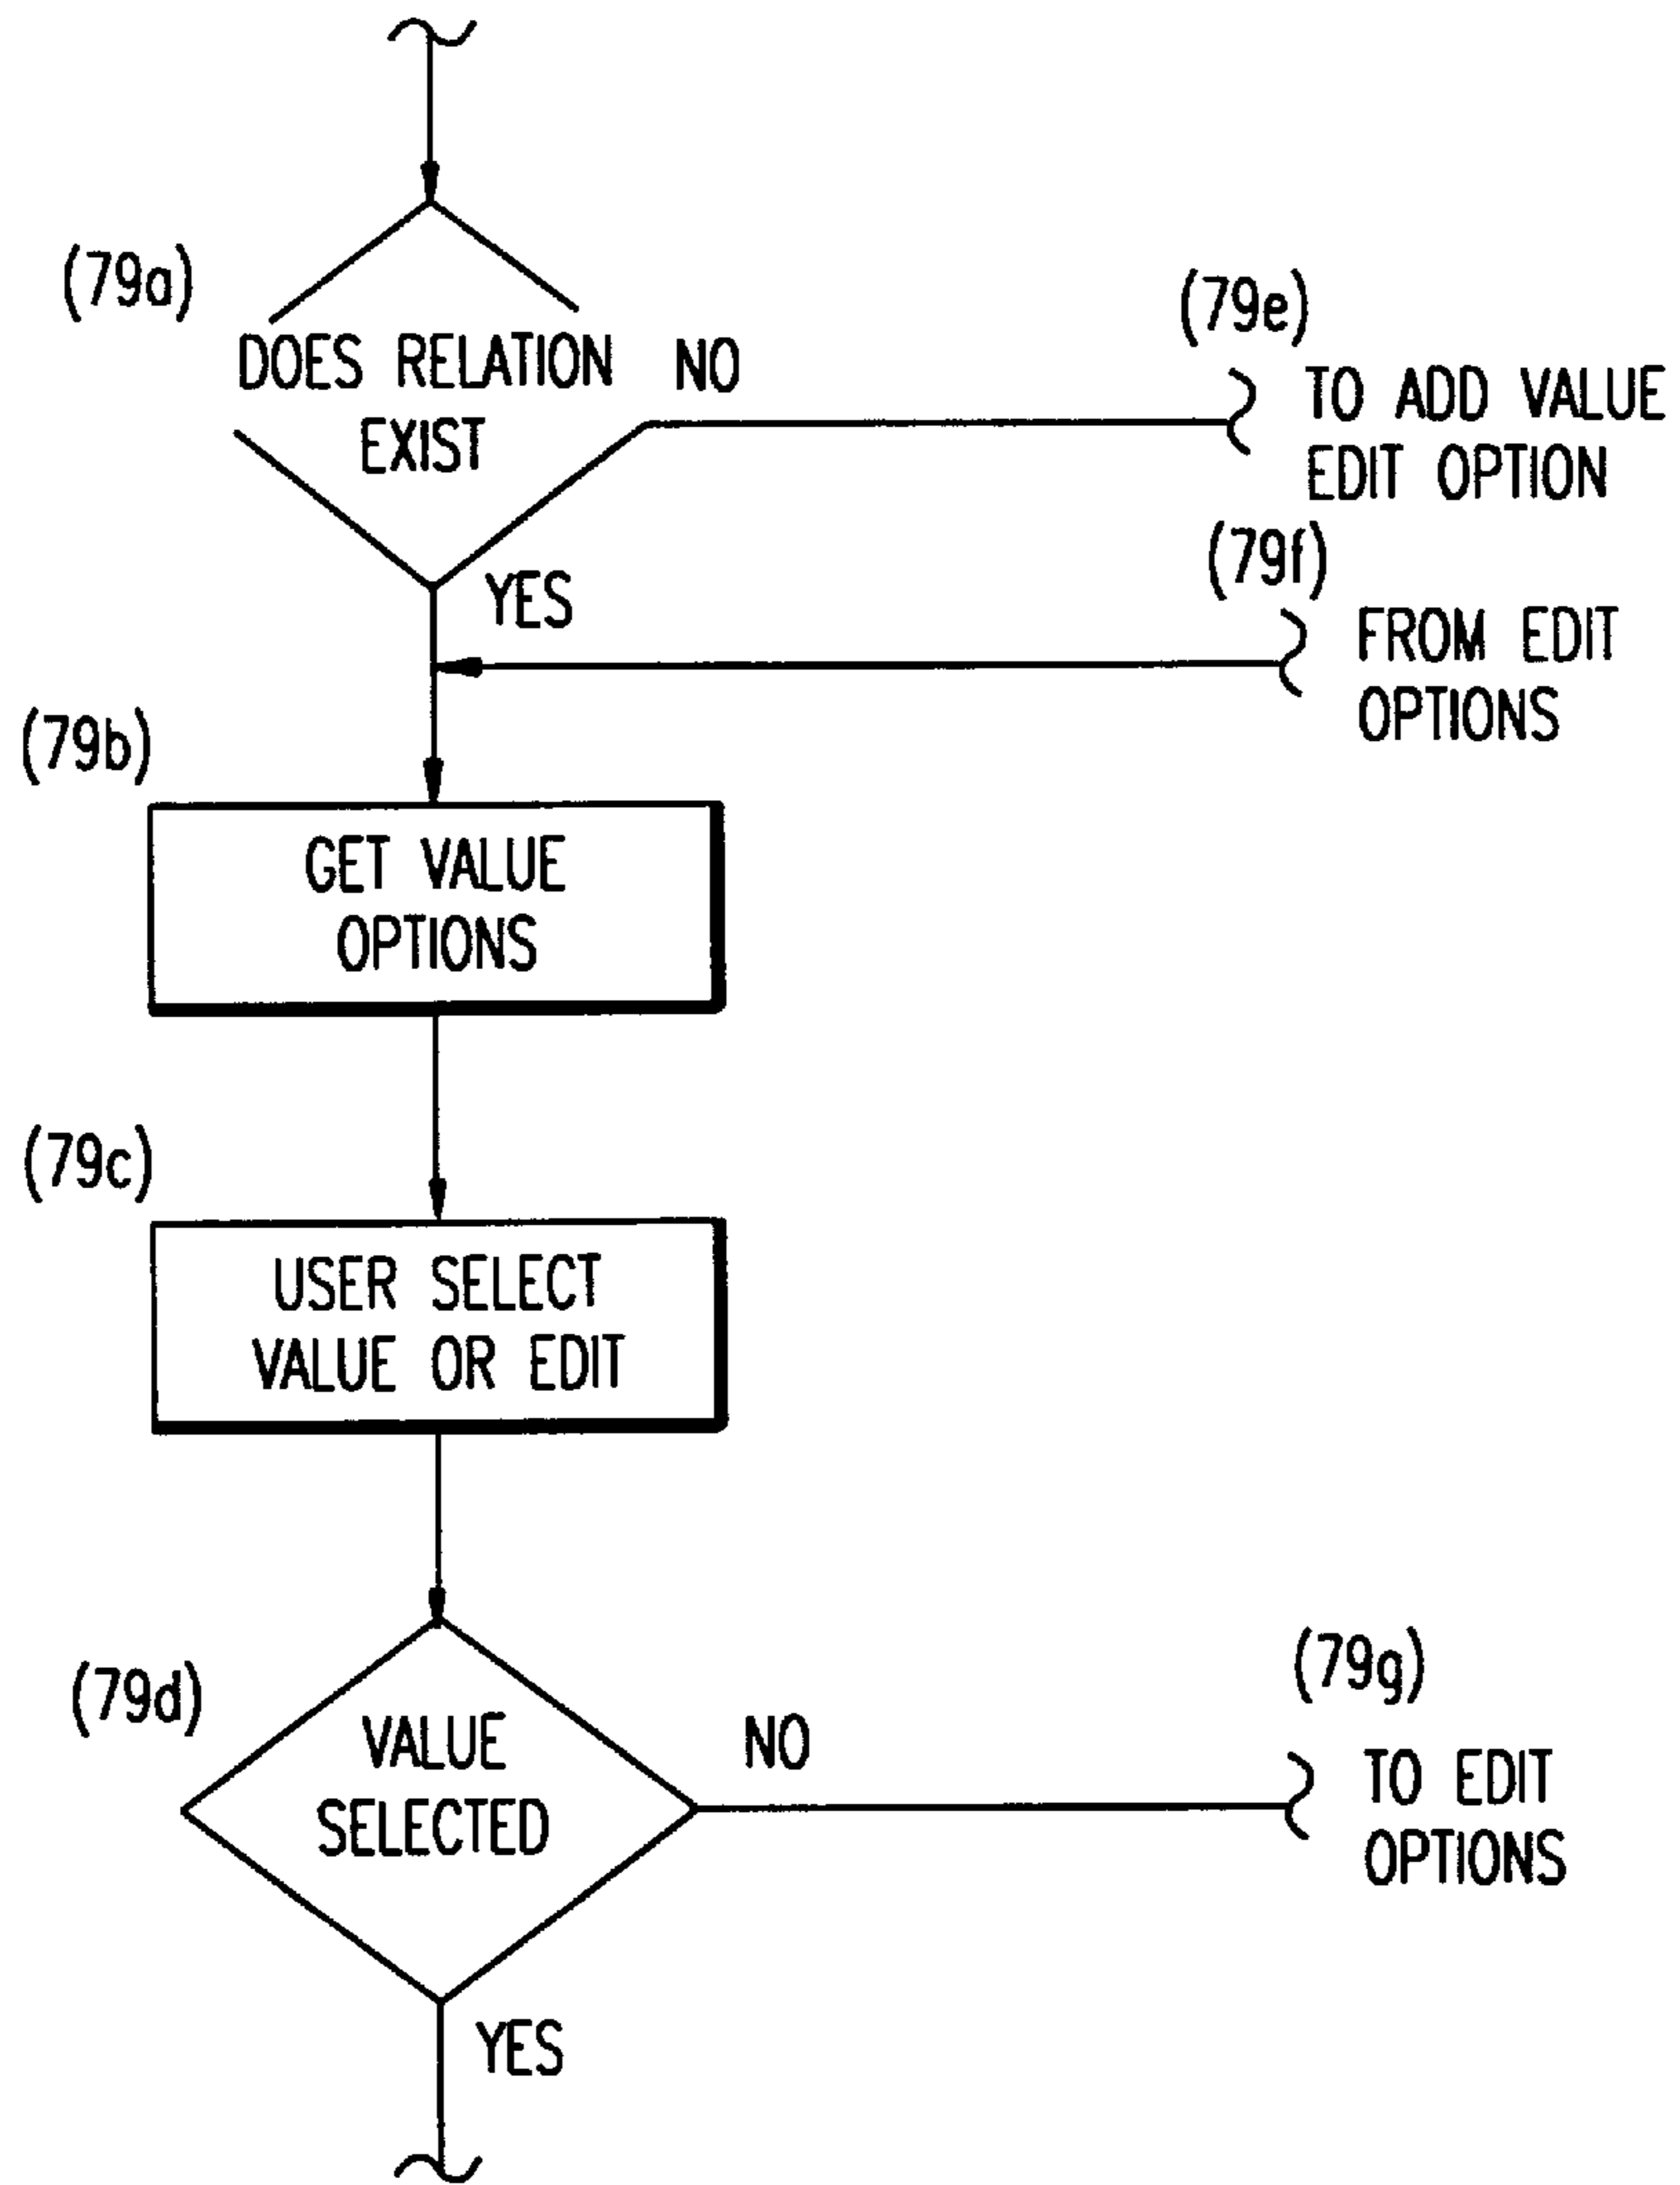 (79a)
DOES RELATION
EXIST
NO
(79e)
TO ADD VALUE
EDIT OPTION
YES
(79f)
FROM EDIT
OPTIONS
(79b)
GET VALUE
OPTIONS
(79c)
USER SELECT
VALUE OR EDIT
(79d)
VALUE
SELECTED
NO
(79g)
TO EDIT
OPTIONS
YES